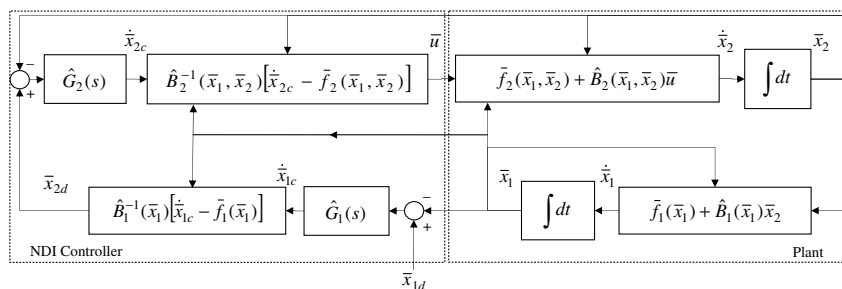 −
+
ẋ̄₂c
Ĝ₂(s)
B̂₂⁻¹(x̄₁, x̄₂)[ẋ̄₂c − f̄₂(x̄₁, x̄₂)]
ū
f̄₂(x̄₁, x̄₂) + B̂₂(x̄₁, x̄₂)ū
ẋ̄₂
∫dt
x̄₂
x̄₂d
B̂₁⁻¹(x̄₁)[ẋ̄₁c − f̄₁(x̄₁)]
ẋ̄₁c
Ĝ₁(s)
−
+
x̄₁
∫dt
ẋ̄₁
f̄₁(x̄₁) + B̂₁(x̄₁)x̄₂
NDI Controller
Plant
x̄₁d